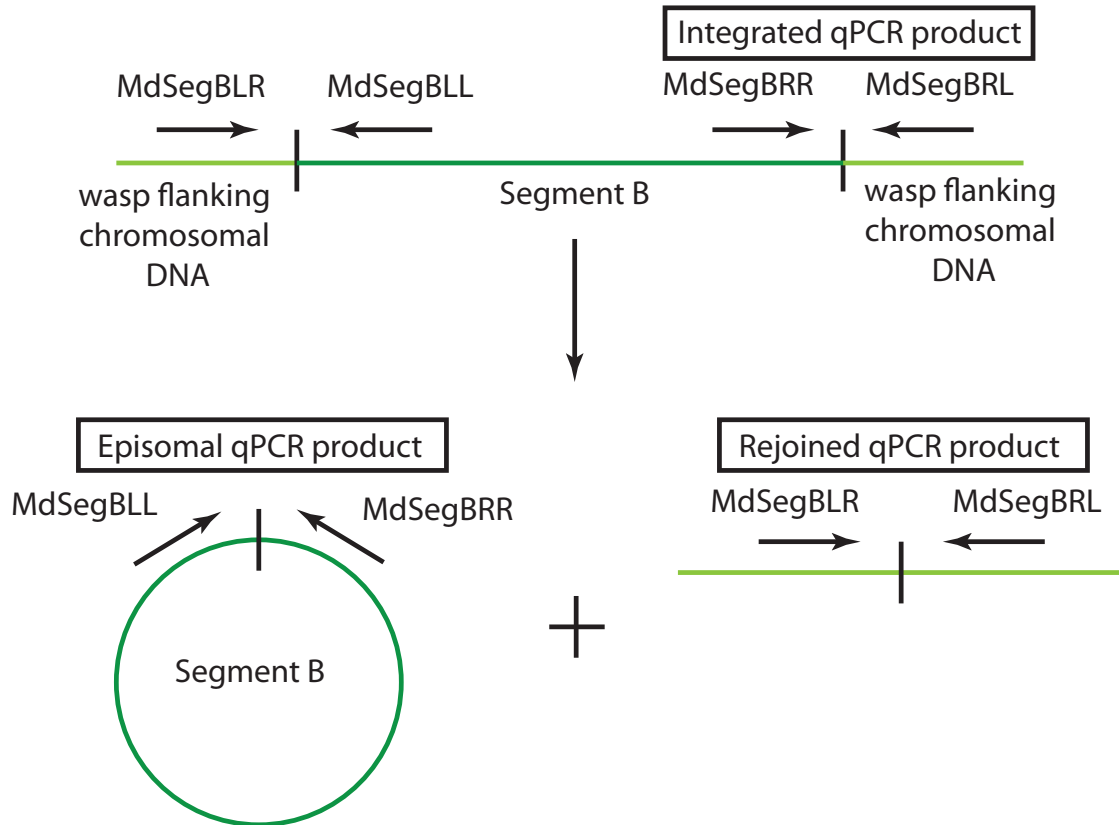 Integrated qPCR product
MdSegBLR
MdSegBLL
MdSegBRR
MdSegBRL
wasp flanking
chromosomal
DNA
Segment B
wasp flanking
chromosomal
DNA
Episomal qPCR product
MdSegBLL
MdSegBRR
Segment B
Rejoined qPCR product
MdSegBLR
MdSegBRL